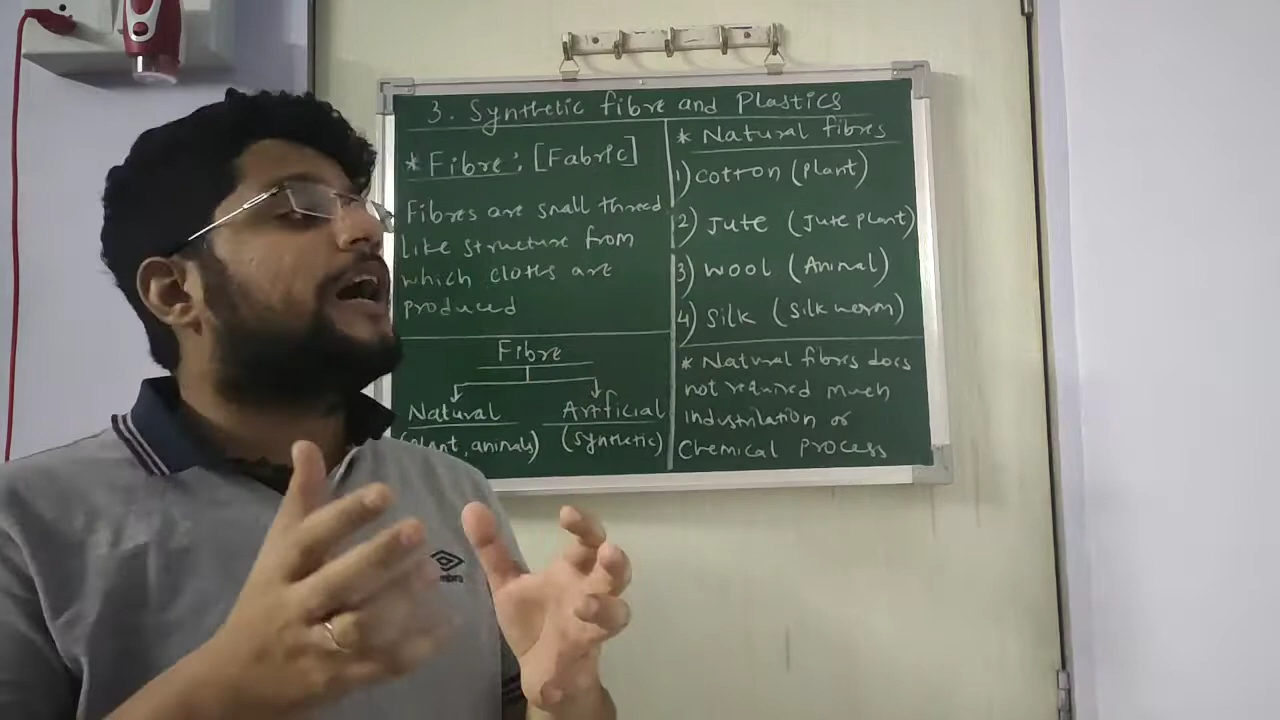 3. Synthetic fibre and Plastics
* Fibre: [Fabric]
Fibres are small thread
like structure from
which cloths are
produced
Fibre
Natural
(plant, animals)
Artificial
(synthetic)
* Natural fibres
1) cotton (plant)
2) Jute (Jute plant)
3) wool (Animal)
4) silk (silk worm)
* Natural fibres does
not required much
industrilation or
Chemical process